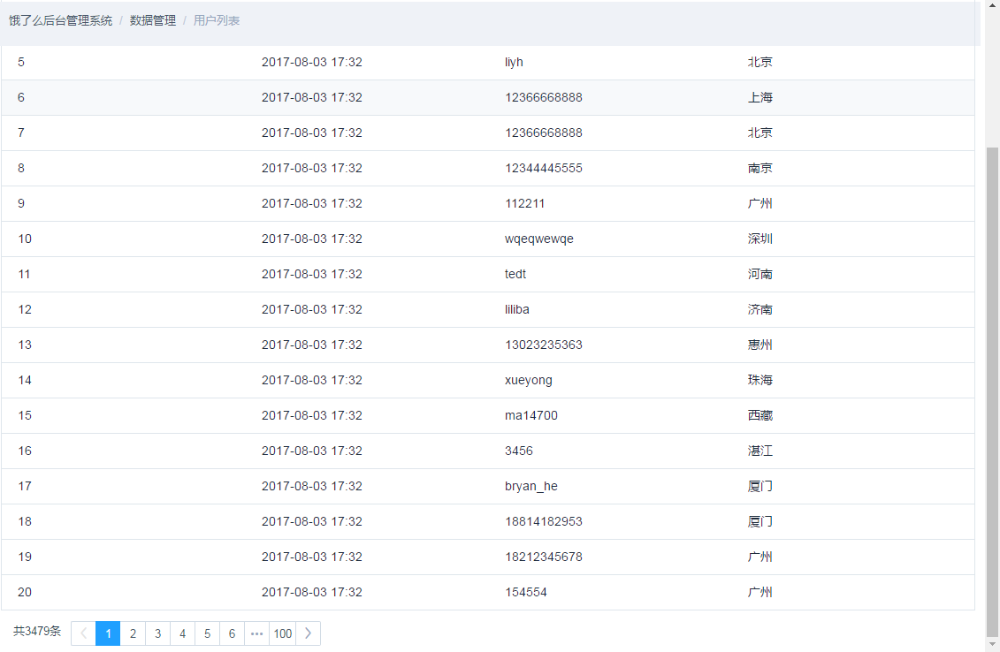 饿了么后台管理系统 / 数据管理 / 用户列表
5 2017-08-03 17:32 liyh 北京
6 2017-08-03 17:32 12366668888 上海
7 2017-08-03 17:32 12366668888 北京
8 2017-08-03 17:32 12344445555 南京
9 2017-08-03 17:32 112211 广州
10 2017-08-03 17:32 wqeqwewqe 深圳
11 2017-08-03 17:32 tedt 河南
12 2017-08-03 17:32 liliba 济南
13 2017-08-03 17:32 13023235363 惠州
14 2017-08-03 17:32 xueyong 珠海
15 2017-08-03 17:32 ma14700 西藏
16 2017-08-03 17:32 3456 湛江
17 2017-08-03 17:32 bryan_he 厦门
18 2017-08-03 17:32 18814182953 厦门
19 2017-08-03 17:32 18212345678 广州
20 2017-08-03 17:32 154554 广州
共3479条 < 1 2 3 4 5 6 ••• 100 >